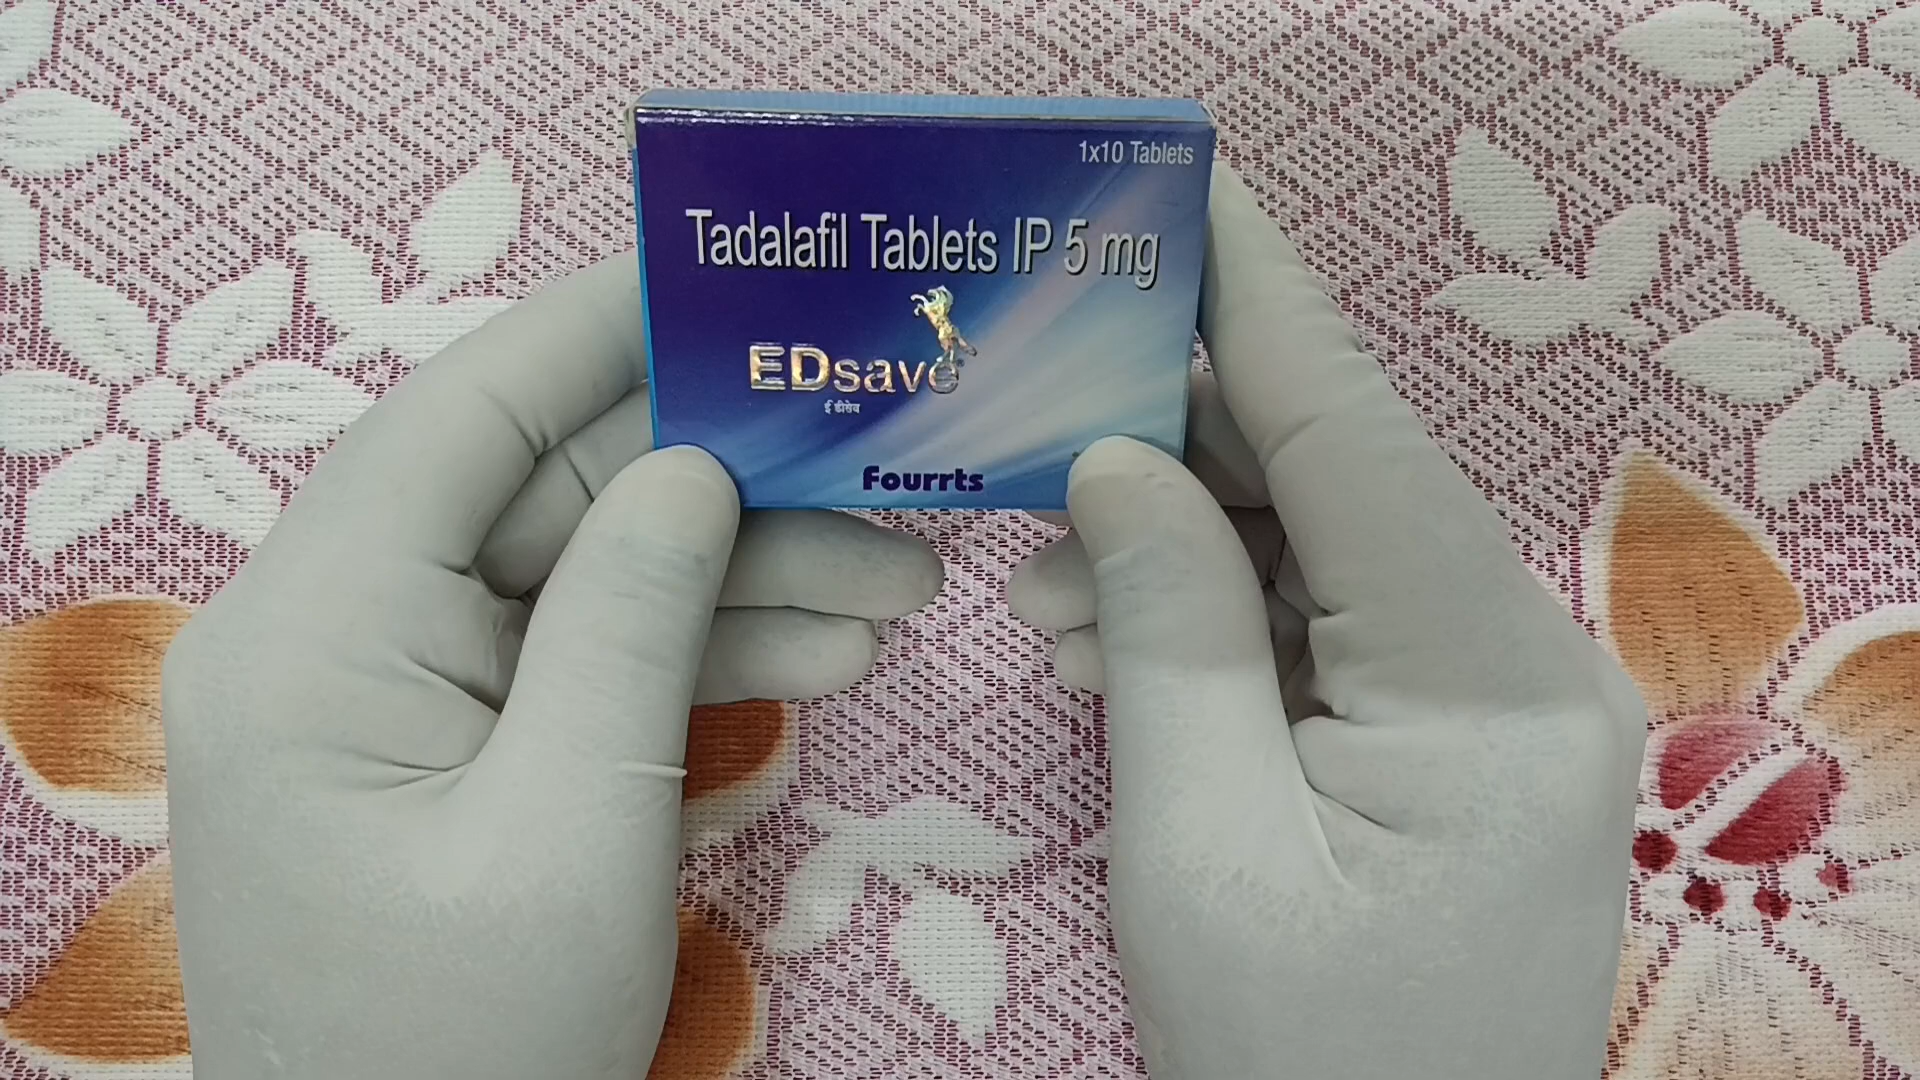 1x10 Tablets
Tadalafil Tablets IP 5 mg
EDsave
ई डीसेव
Fourrts